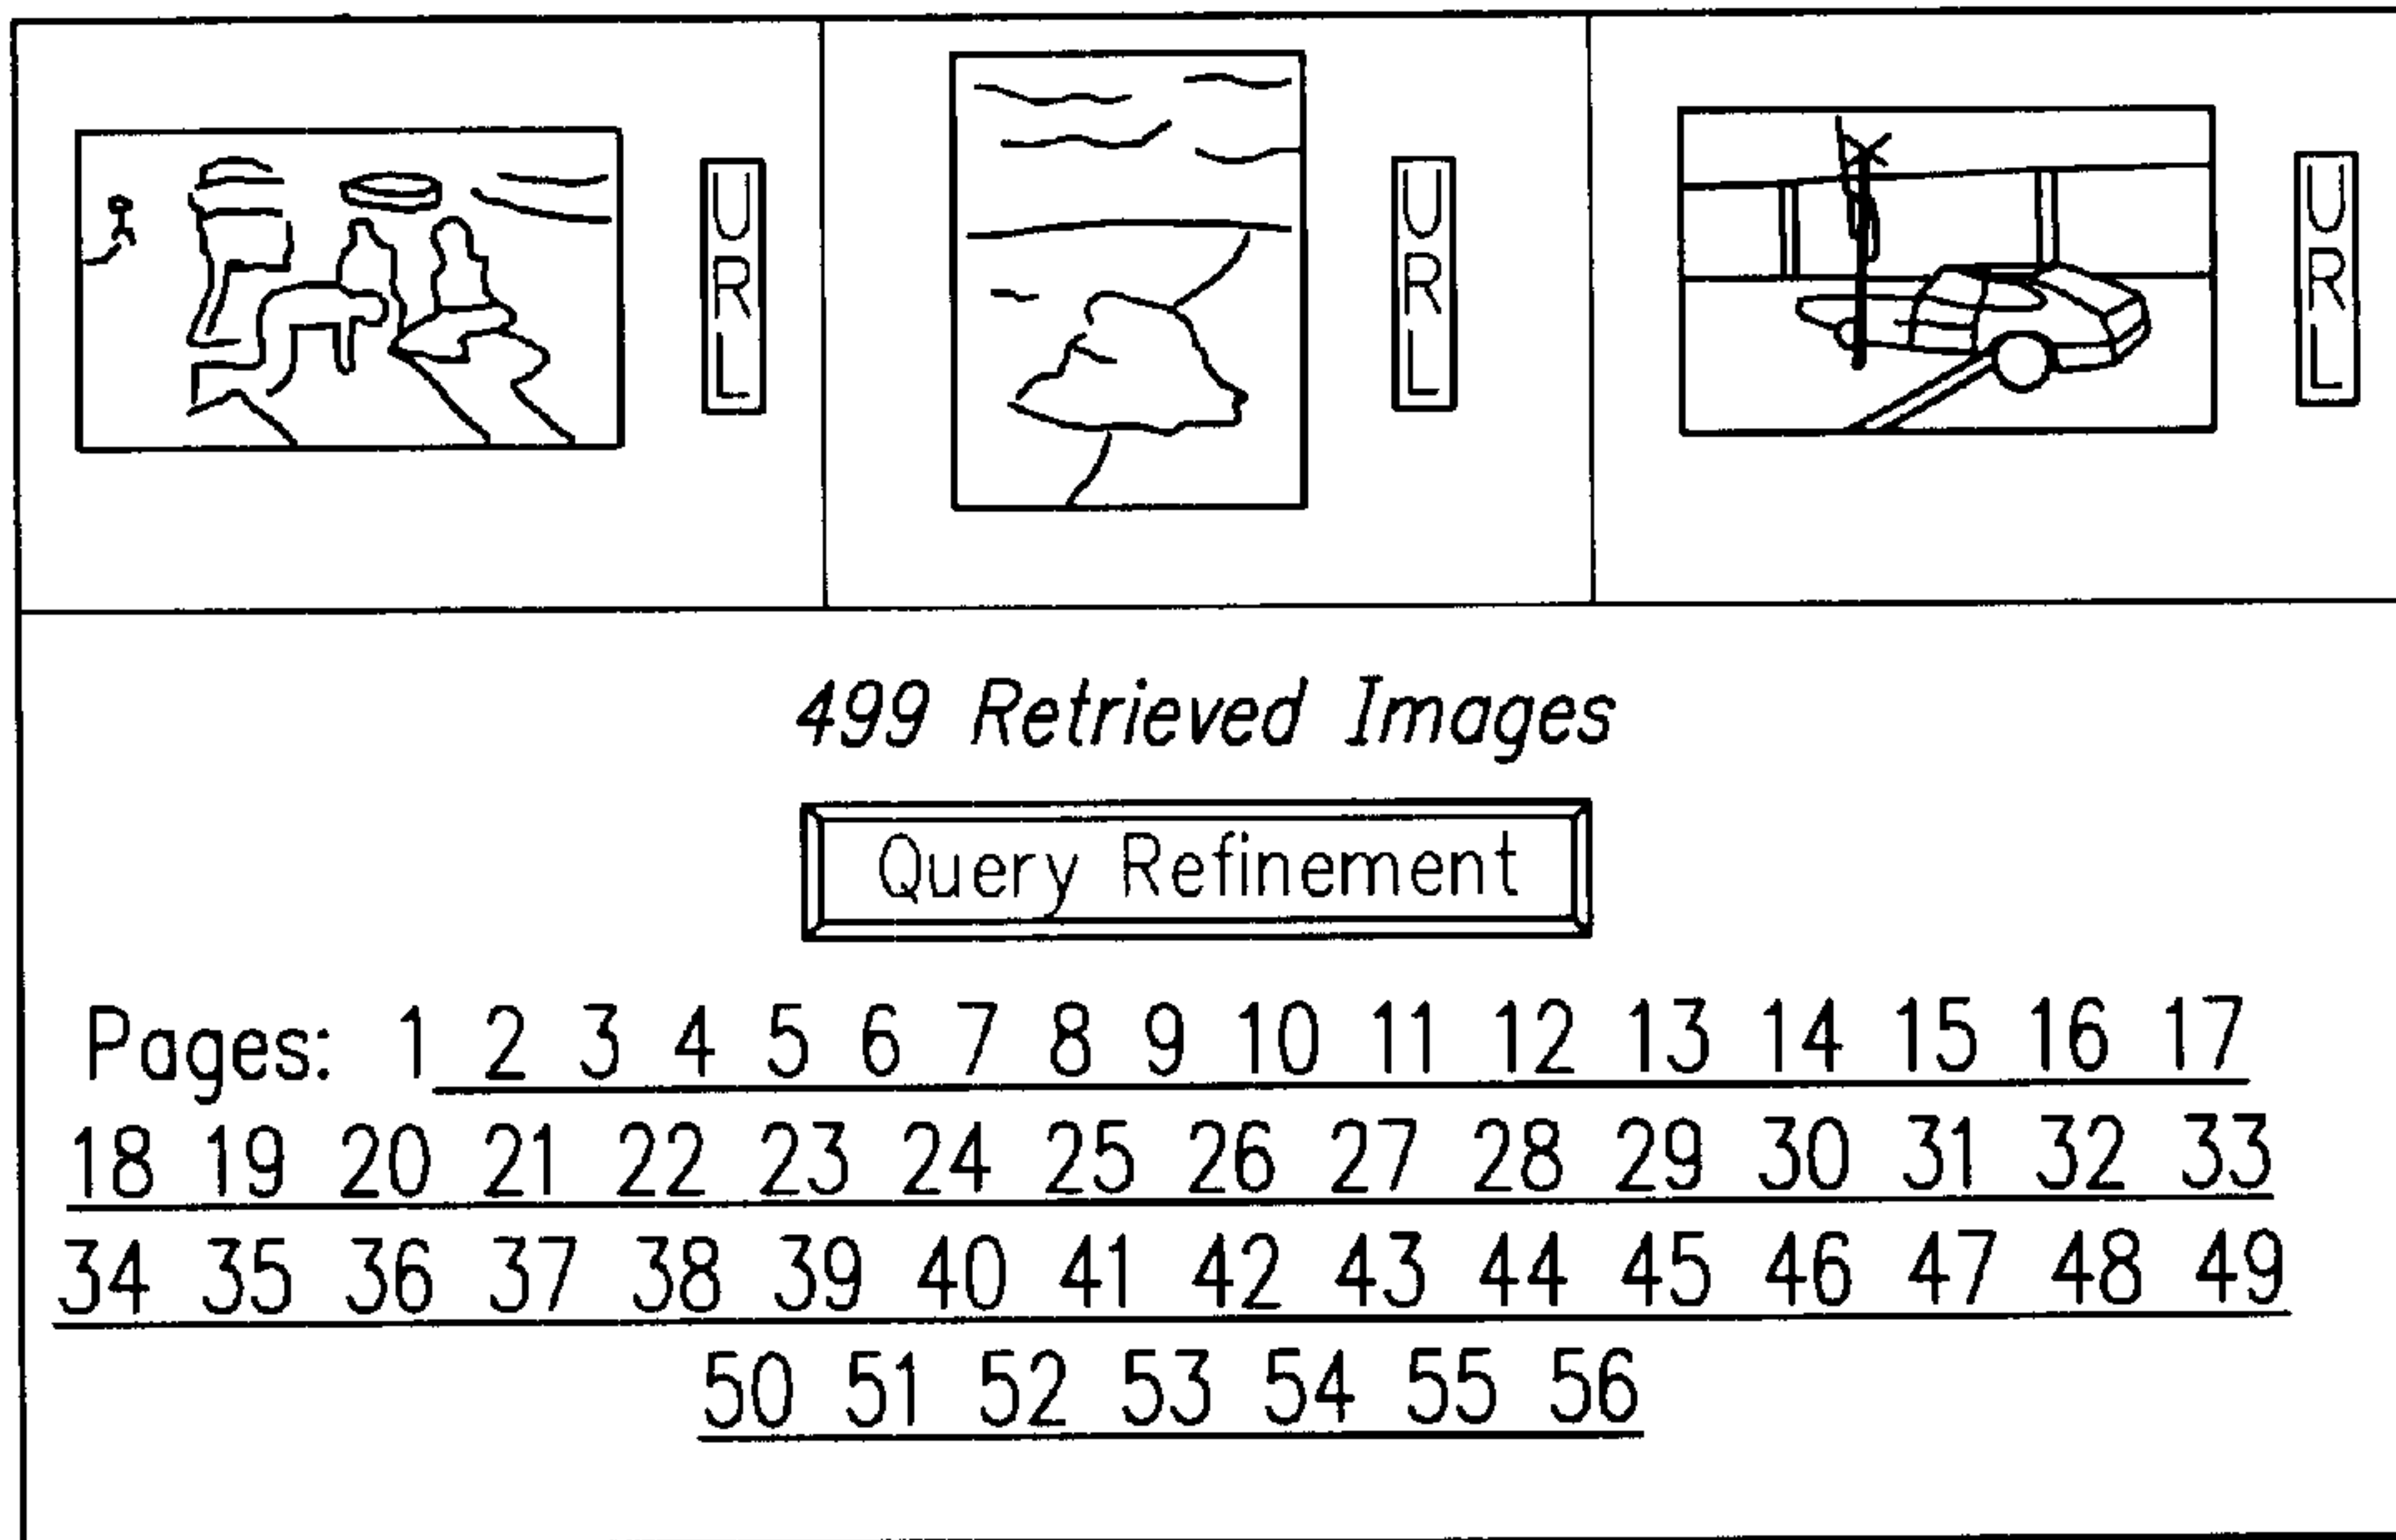 URL
URL
URL
499 Retrieved Images
Query Refinement
Pages: 1 2 3 4 5 6 7 8 9 10 11 12 13 14 15 16 17
18 19 20 21 22 23 24 25 26 27 28 29 30 31 32 33
34 35 36 37 38 39 40 41 42 43 44 45 46 47 48 49
50 51 52 53 54 55 56